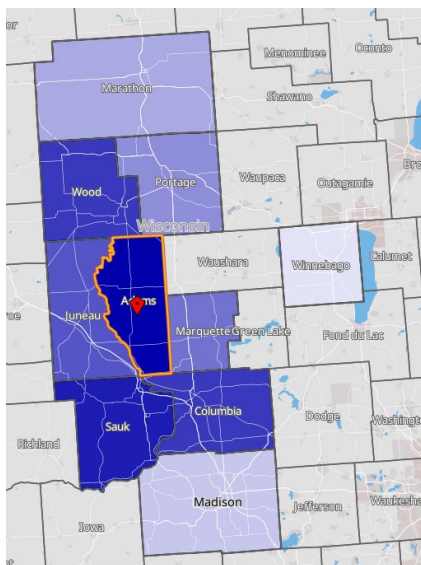 Menominee
Oconto
Marathon
Shawano
Wood
Portage
Waupaca
Outagamie
Wisconsin
Waushara
Winnebago
Calumet
Adams
Juneau
Marquette
Green Lake
Fond du Lac
Columbia
Dodge
Sauk
Richland
Madison
Jefferson
Iowa